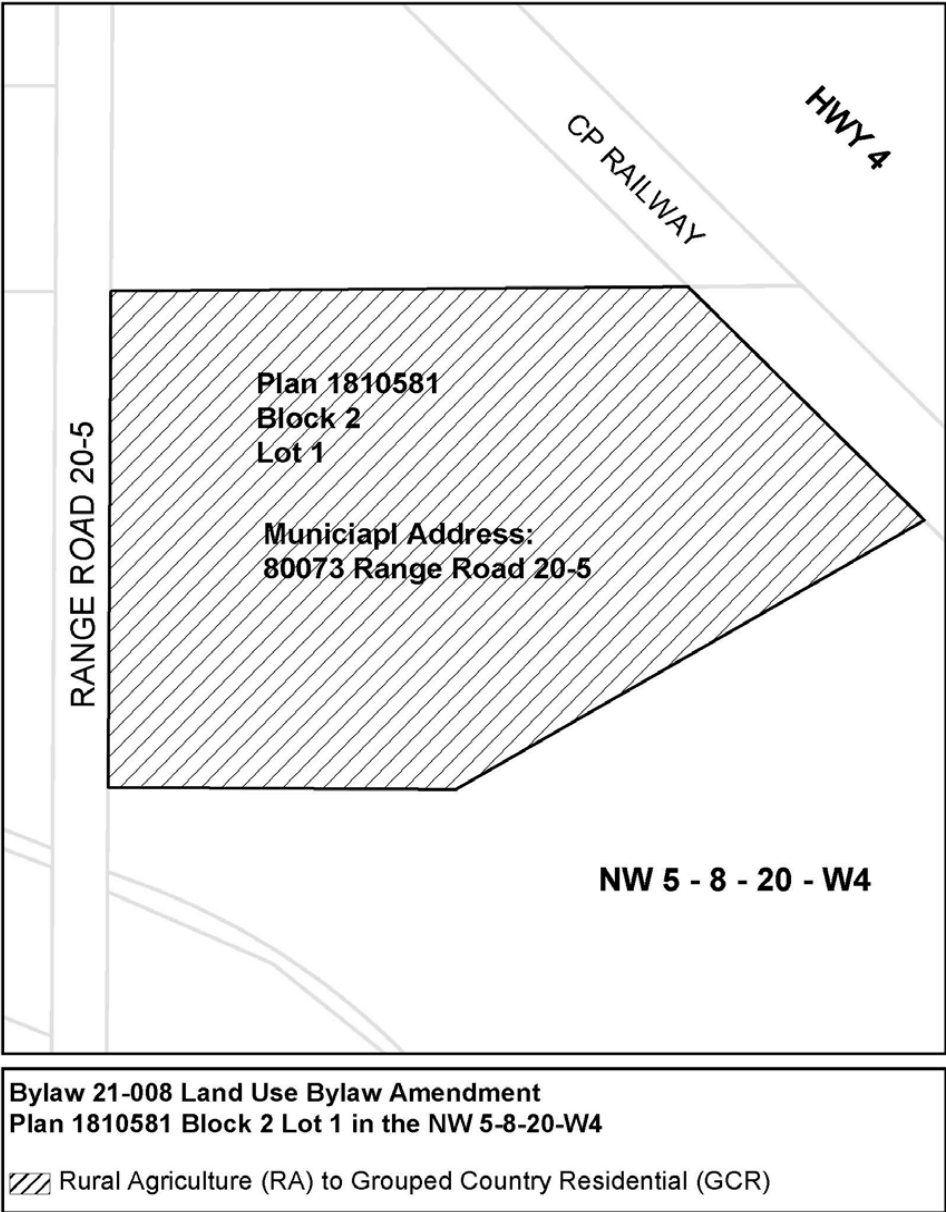 HWY 4
CP RAILWAY
Plan 1810581
Block 2
Lot 1
Municiapl Address:
80073 Range Road 20-5
RANGE ROAD 20-5
NW 5 - 8 - 20 - W4
Bylaw 21-008 Land Use Bylaw Amendment
Plan 1810581 Block 2 Lot 1 in the NW 5-8-20-W4
Rural Agriculture (RA) to Grouped Country Residential (GCR)